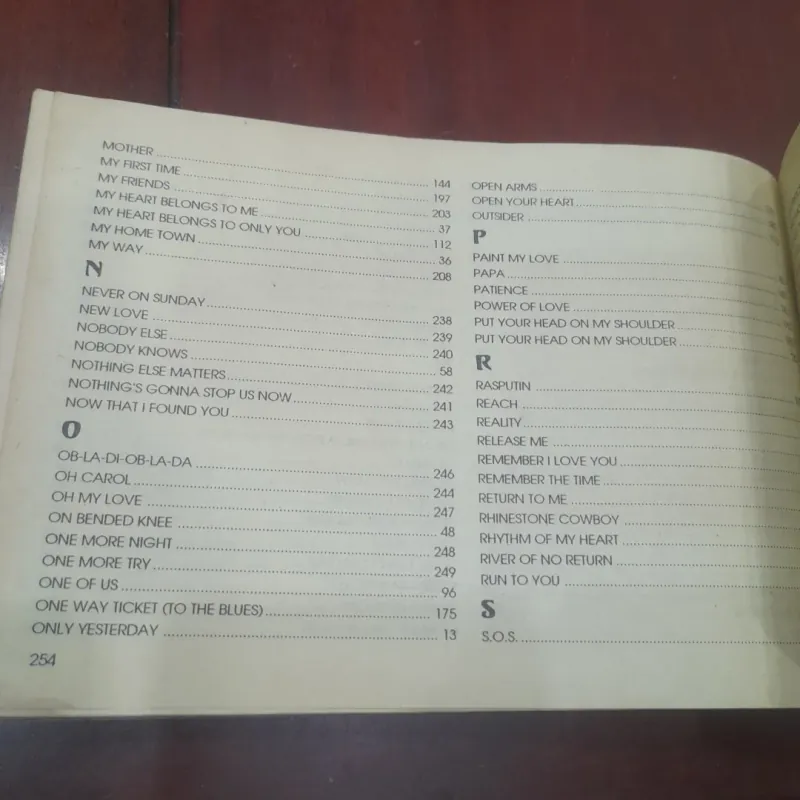 MOTHER ........ 144
MY FIRST TIME ........ 197
MY FRIENDS ........ 203
MY HEART BELONGS TO ME ........ 37
MY HEART BELONGS TO ONLY YOU ........ 112
MY HOME TOWN ........ 36
MY WAY ........ 208
N
NEVER ON SUNDAY ........ 238
NEW LOVE ........ 239
NOBODY ELSE ........ 240
NOBODY KNOWS ........ 58
NOTHING ELSE MATTERS ........ 242
NOTHING'S GONNA STOP US NOW ........ 241
NOW THAT I FOUND YOU ........ 243
O
OB-LA-DI-OB-LA-DA ........ 246
OH CAROL ........ 244
OH MY LOVE ........ 247
ON BENDED KNEE ........ 48
ONE MORE NIGHT ........ 248
ONE MORE TRY ........ 249
ONE OF US ........ 96
ONE WAY TICKET (TO THE BLUES) ........ 175
ONLY YESTERDAY ........ 13
254
OPEN ARMS ........
OPEN YOUR HEART ........
OUTSIDER ........
P
PAINT MY LOVE ........
PAPA ........
PATIENCE ........
POWER OF LOVE ........
PUT YOUR HEAD ON MY SHOULDER ........
PUT YOUR HEAD ON MY SHOULDER ........
R
RASPUTIN ........
REACH ........
REALITY ........
RELEASE ME ........
REMEMBER I LOVE YOU ........
REMEMBER THE TIME ........
RETURN TO ME ........
RHINESTONE COWBOY ........
RHYTHM OF MY HEART ........
RIVER OF NO RETURN ........
RUN TO YOU ........
S
S.O.S. ........